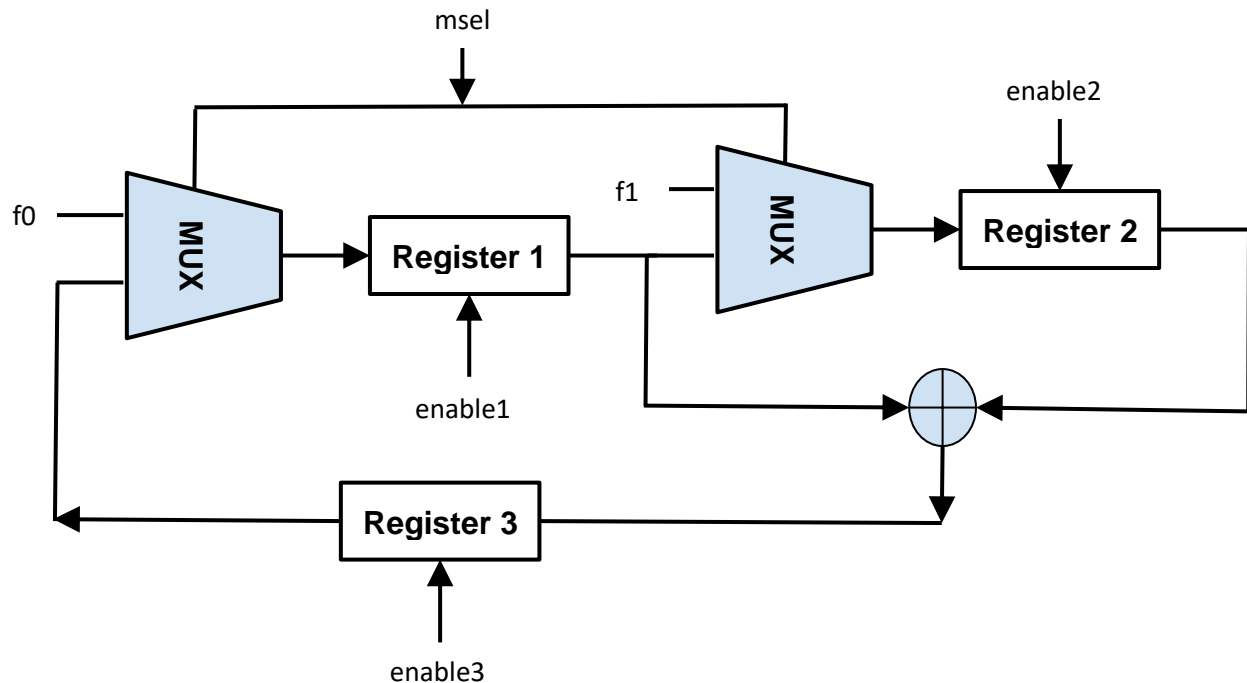 msel
enable2
f0
MUX
Register 1
f1
MUX
Register 2
enable1
Register 3
enable3